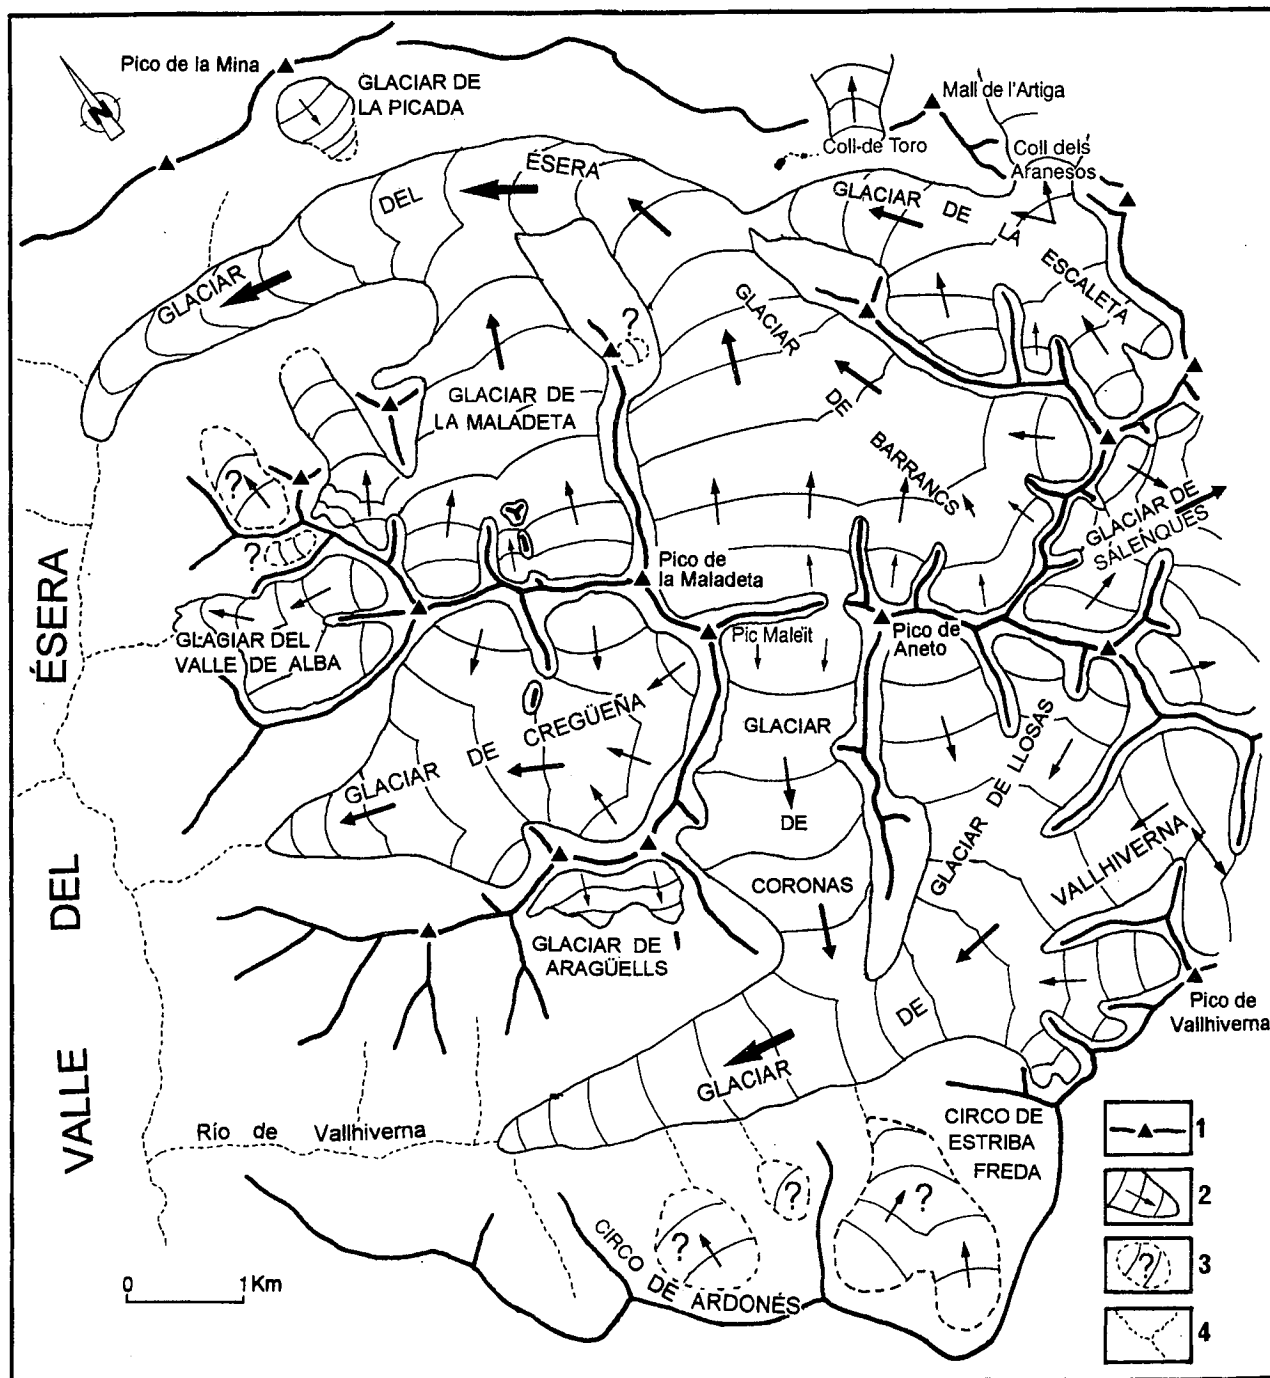 Pico de la Mina
GLACIAR DE
LA PICADA
N
Mall de l'Artiga
Coll de Toro
Coll dels
Aranesos
GLACIAR DEL ÉSERA
GLACIAR DE LA ESCALETA
GLACIAR DE BARRANCS
?
GLACIAR DE
LA MALADETA
?
?
GLACIAR DE
SALENQUES
Pico de
la Maladeta
Pic Maleït
Pico de
Aneto
GLAGIAR DEL
VALLE DE ALBA
GLACIAR DE CREGÜEÑA
GLACIAR
DE
CORONAS
GLACIAR DE LLOSAS
GLACIAR DE VALLHIVERNA
GLACIAR DE
ARAGÜELLS
Pico de
Vallhiverna
VALLE DEL ÉSERA
Río de Vallhiverna
CIRCO DE
ESTRIBA
FREDA
?
?
?
CIRCO DE ARDONÉS
0 1 Km
1
2
? 3
4